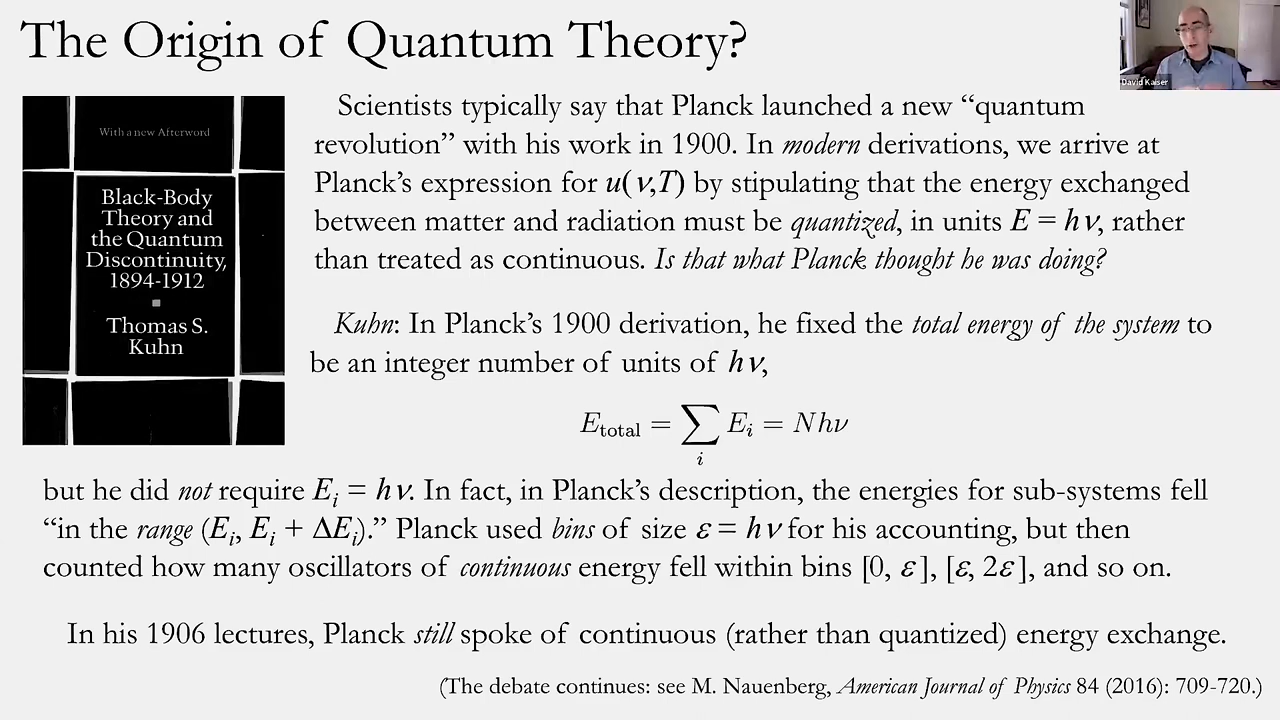 The Origin of Quantum Theory?
David Kaiser
With a new Afterword
Black-Body
Theory and
the Quantum
Discontinuity,
1894-1912
Thomas S.
Kuhn
Scientists typically say that Planck launched a new “quantum
revolution” with his work in 1900. In modern derivations, we arrive at
Planck’s expression for u(ν,T) by stipulating that the energy exchanged
between matter and radiation must be quantized, in units E = hν, rather
than treated as continuous. Is that what Planck thought he was doing?
Kuhn: In Planck’s 1900 derivation, he fixed the total energy of the system to
be an integer number of units of hν,
E_total = ∑_i E_i = Nhν
but he did not require E_i = hν. In fact, in Planck’s description, the energies for sub-systems fell
“in the range (E_i, E_i + ΔE_i).” Planck used bins of size ε = hν for his accounting, but then
counted how many oscillators of continuous energy fell within bins [0, ε], [ε, 2ε], and so on.
In his 1906 lectures, Planck still spoke of continuous (rather than quantized) energy exchange.
(The debate continues: see M. Nauenberg, American Journal of Physics 84 (2016): 709-720.)